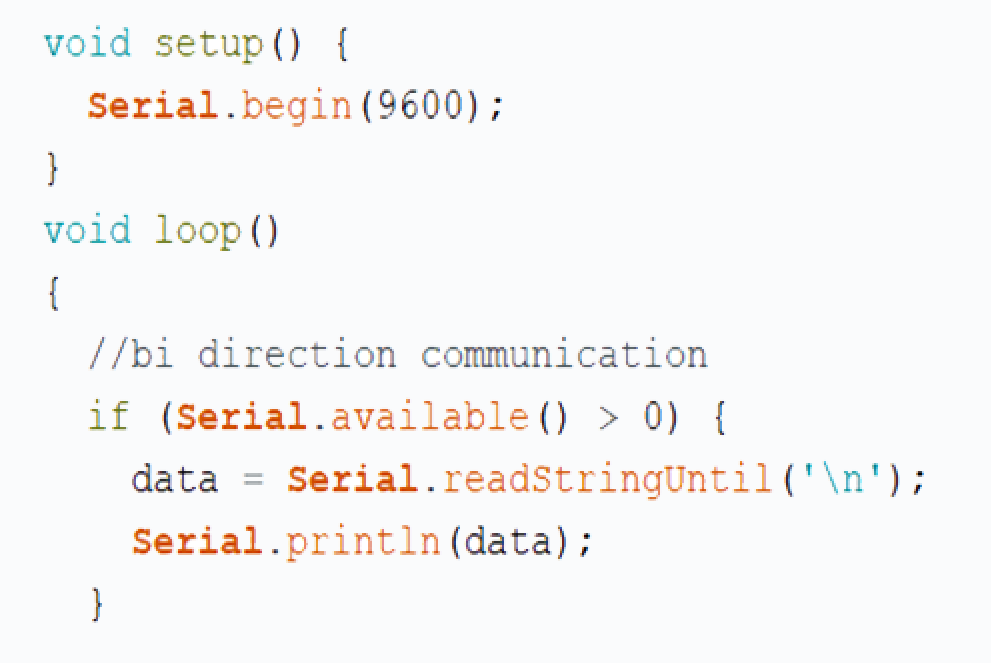 void setup() {
  Serial.begin(9600);
}
void loop()
{
  //bi direction communication
  if (Serial.available() > 0) {
    data = Serial.readStringUntil('\n');
    Serial.println(data);
  }